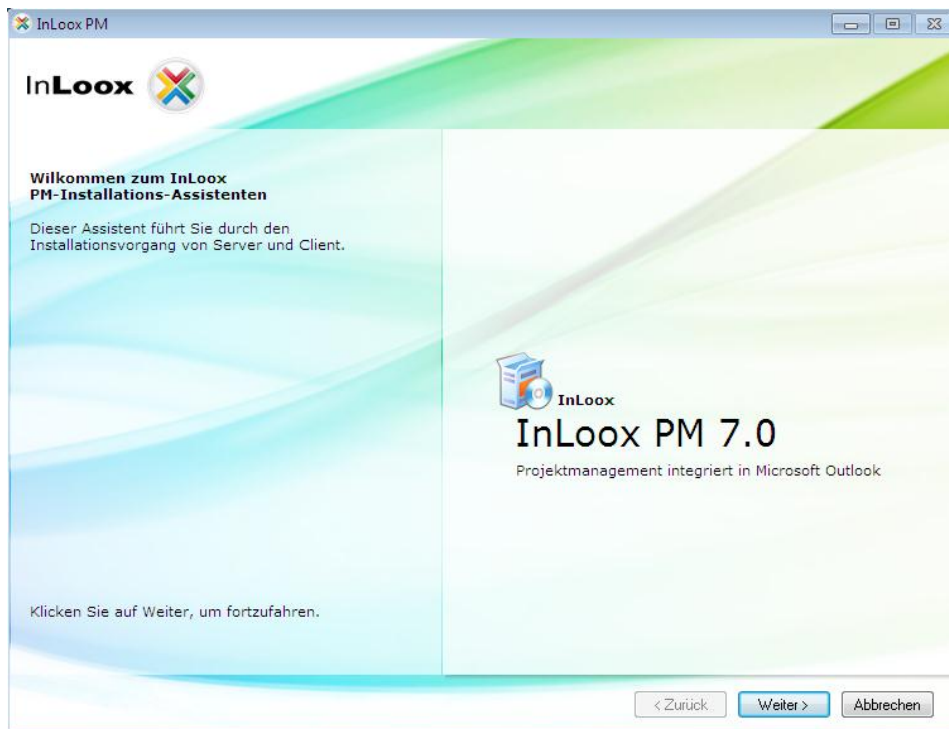 InLoox PM
InLoox
Wilkommen zum InLoox
PM-Installations-Assistenten
Dieser Assistent führt Sie durch den
Installationsvorgang von Server und Client.
InLoox
InLoox PM 7.0
Projektmanagement integriert in Microsoft Outlook
Klicken Sie auf Weiter, um fortzufahren.
< Zurück
Weiter >
Abbrechen